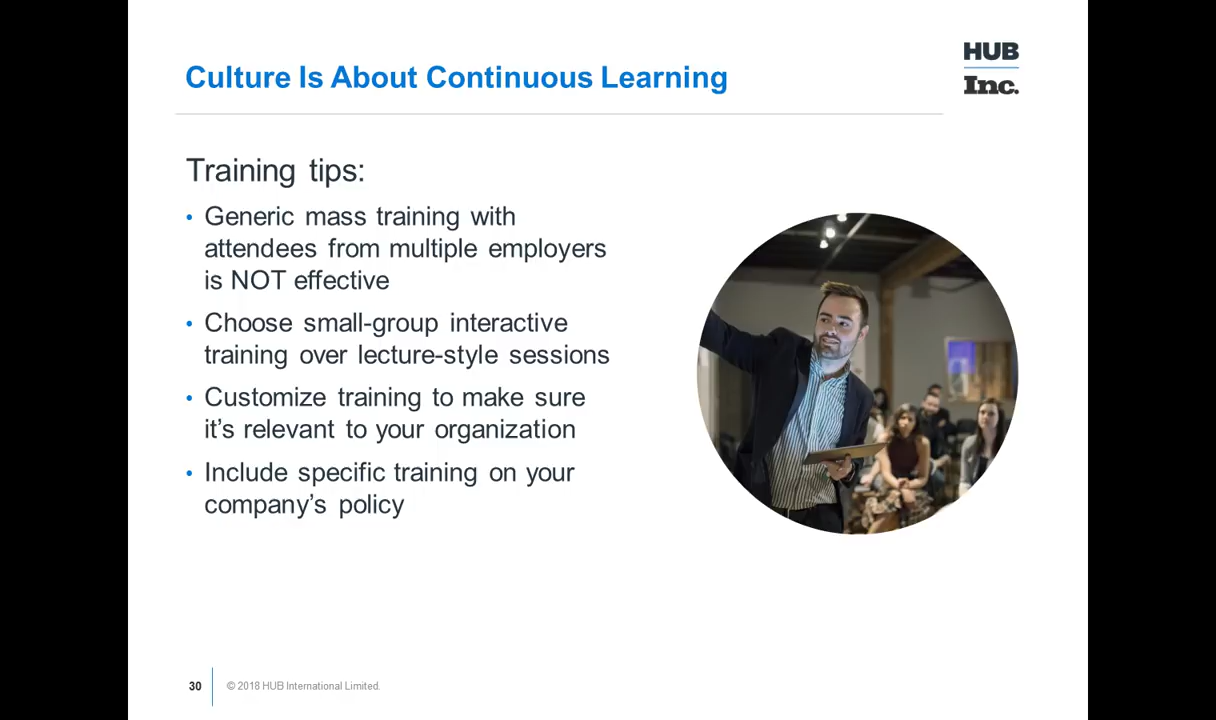 Culture Is About Continuous Learning
HUB
Inc.
Training tips:
• Generic mass training with
attendees from multiple employers
is NOT effective
• Choose small-group interactive
training over lecture-style sessions
• Customize training to make sure
it’s relevant to your organization
• Include specific training on your
company’s policy
30
© 2018 HUB International Limited.